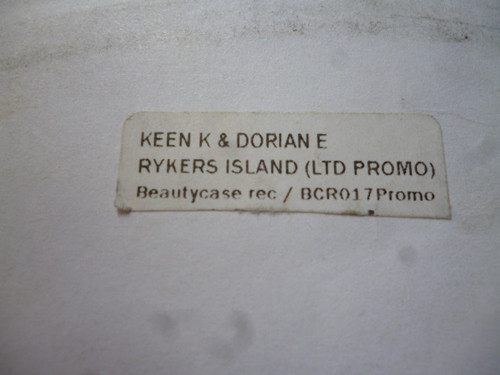 KEEN K & DORIAN E
RYKERS ISLAND (LTD PROMO)
Beautycase rec / BCR017Promo